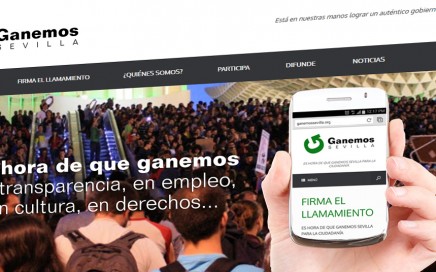 Ganemos
SEVILLA
Está en nuestras manos lograr un auténtico gobier
FIRMA EL LLAMAMIENTO
¿QUIÉNES SOMOS?
PARTICIPA
DIFUNDE
NOTICIAS
hora de que ganemos
transparencia, en empleo,
n cultura, en derechos...
ganemossevilla.org
Ganemos
SEVILLA
ES HORA DE QUE GANEMOS SEVILLA PARA LA
CIUDADANÍA
MENÚ
FIRMA EL
LLAMAMIENTO
ES HORA DE QUE GANEMOS SEVILLA
PARA LA CIUDADANÍA